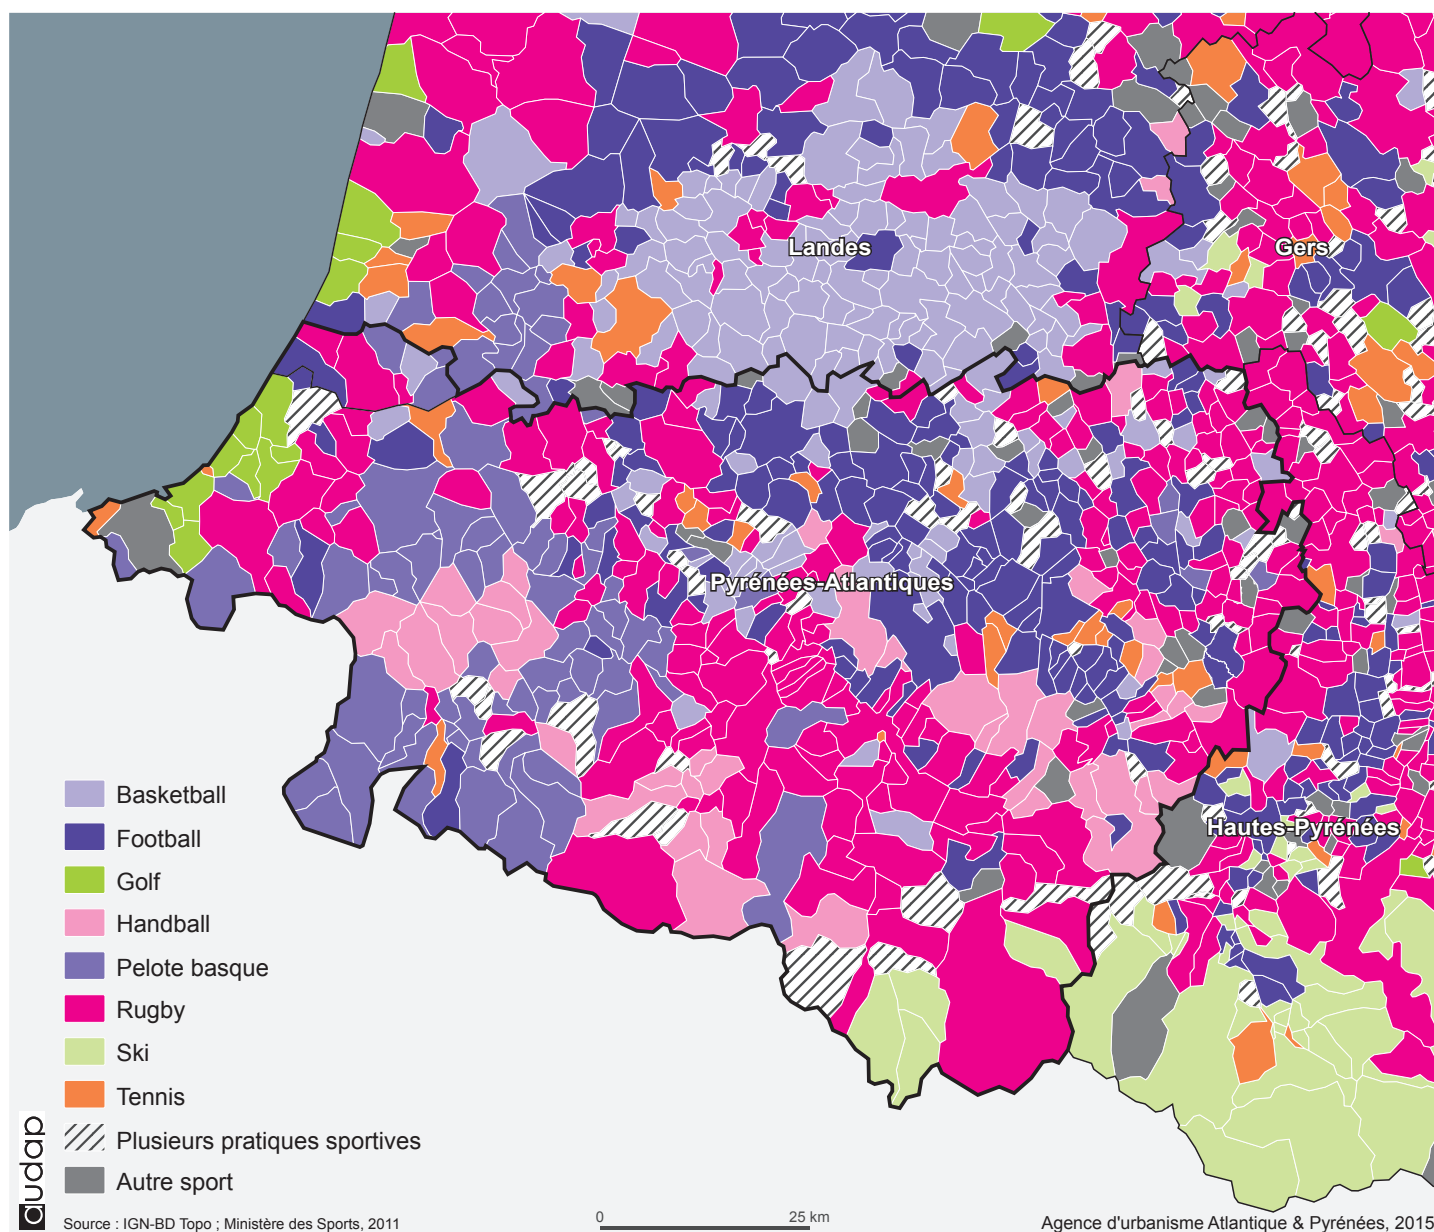 Landes
Gers
Pyrénées-Atlantiques
Hautes-Pyrénées
Basketball
Football
Golf
Handball
Pelote basque
Rugby
Ski
Tennis
Plusieurs pratiques sportives
Autre sport
audap
Source : IGN-BD Topo ; Ministère des Sports, 2011
0 25 km
Agence d'urbanisme Atlantique & Pyrénées, 2015